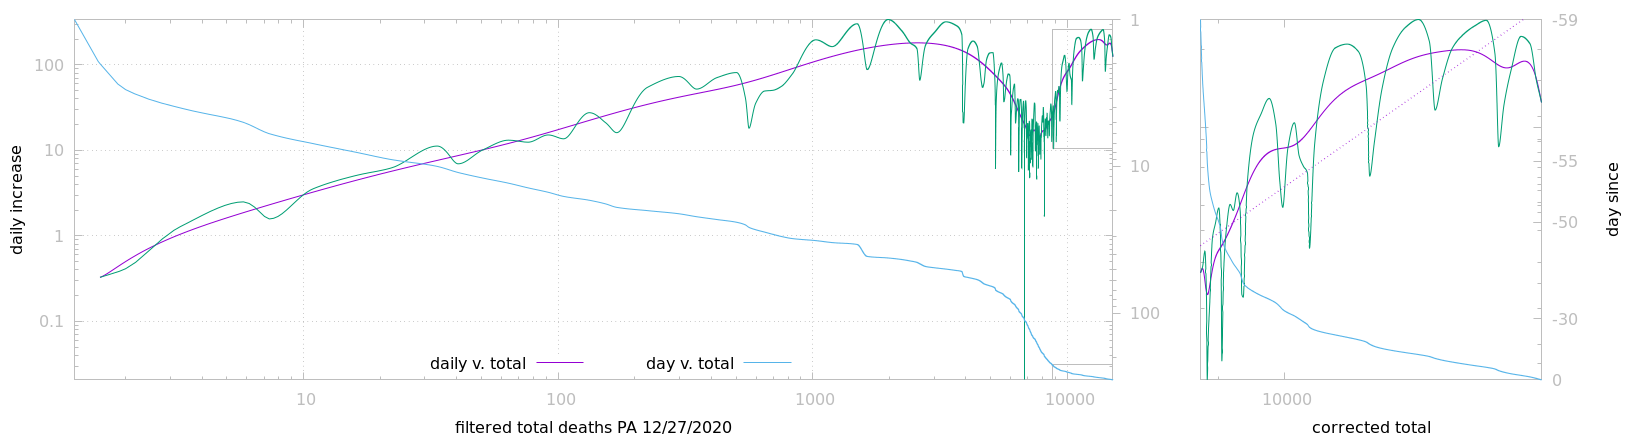 daily increase
100
10
1
0.1
10
100
1000
10000
1
10
100
daily v. total
day v. total
filtered total deaths PA 12/27/2020
-59
-55
-50
-30
0
day since
10000
corrected total